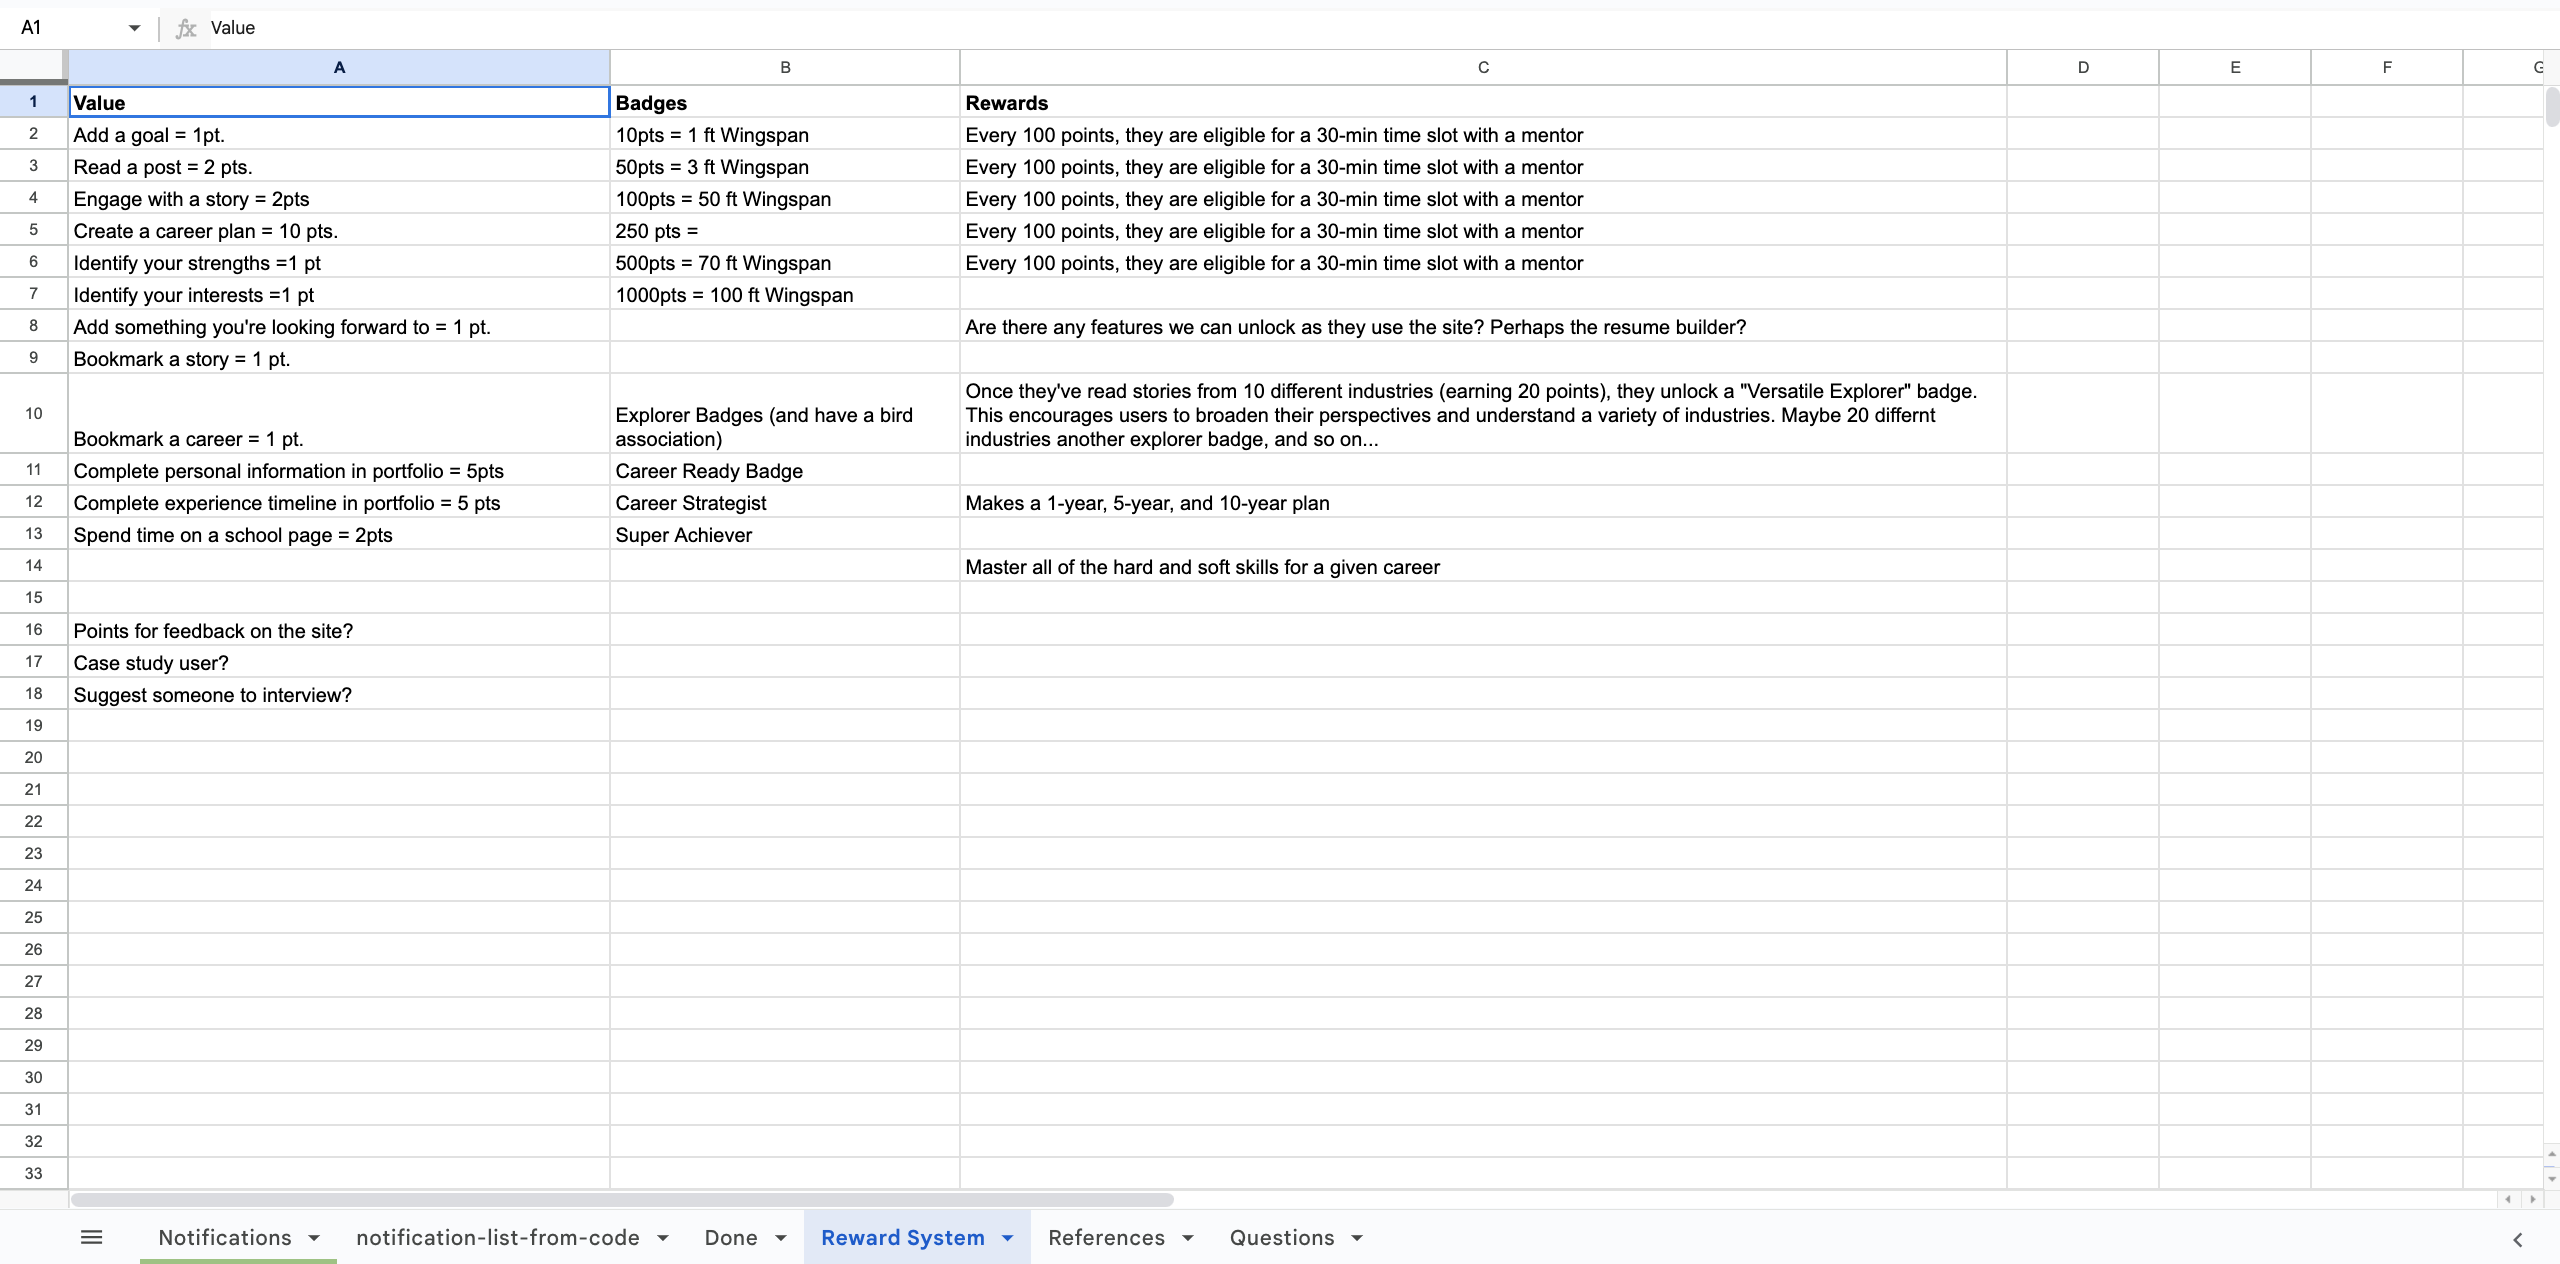 A1 Value
A B C D E F G
1 Value Badges Rewards
2 Add a goal = 1pt. 10pts = 1 ft Wingspan Every 100 points, they are eligible for a 30-min time slot with a mentor
3 Read a post = 2 pts. 50pts = 3 ft Wingspan Every 100 points, they are eligible for a 30-min time slot with a mentor
4 Engage with a story = 2pts 100pts = 50 ft Wingspan Every 100 points, they are eligible for a 30-min time slot with a mentor
5 Create a career plan = 10 pts. 250 pts = Every 100 points, they are eligible for a 30-min time slot with a mentor
6 Identify your strengths =1 pt 500pts = 70 ft Wingspan Every 100 points, they are eligible for a 30-min time slot with a mentor
7 Identify your interests =1 pt 1000pts = 100 ft Wingspan
8 Add something you're looking forward to = 1 pt. Are there any features we can unlock as they use the site? Perhaps the resume builder?
9 Bookmark a story = 1 pt.
Once they've read stories from 10 different industries (earning 20 points), they unlock a "Versatile Explorer" badge.
10 Explorer Badges (and have a bird This encourages users to broaden their perspectives and understand a variety of industries. Maybe 20 differnt
Bookmark a career = 1 pt. association) industries another explorer badge, and so on...
11 Complete personal information in portfolio = 5pts Career Ready Badge
12 Complete experience timeline in portfolio = 5 pts Career Strategist Makes a 1-year, 5-year, and 10-year plan
13 Spend time on a school page = 2pts Super Achiever
14 Master all of the hard and soft skills for a given career
15
16 Points for feedback on the site?
17 Case study user?
18 Suggest someone to interview?
19
20
21
22
23
24
25
26
27
28
29
30
31
32
33
Notifications notification-list-from-code Done Reward System References Questions